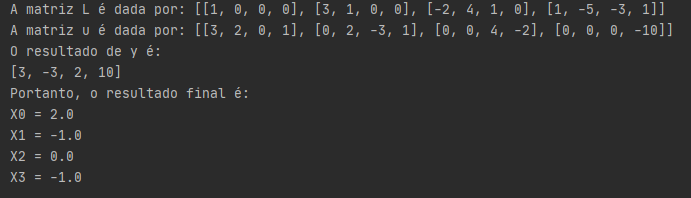 A matriz L é dada por: [[1, 0, 0, 0], [3, 1, 0, 0], [-2, 4, 1, 0], [1, -5, -3, 1]]
A matriz u é dada por: [[3, 2, 0, 1], [0, 2, -3, 1], [0, 0, 4, -2], [0, 0, 0, -10]]
O resultado de y é:
[3, -3, 2, 10]
Portanto, o resultado final é:
X0 = 2.0
X1 = -1.0
X2 = 0.0
X3 = -1.0